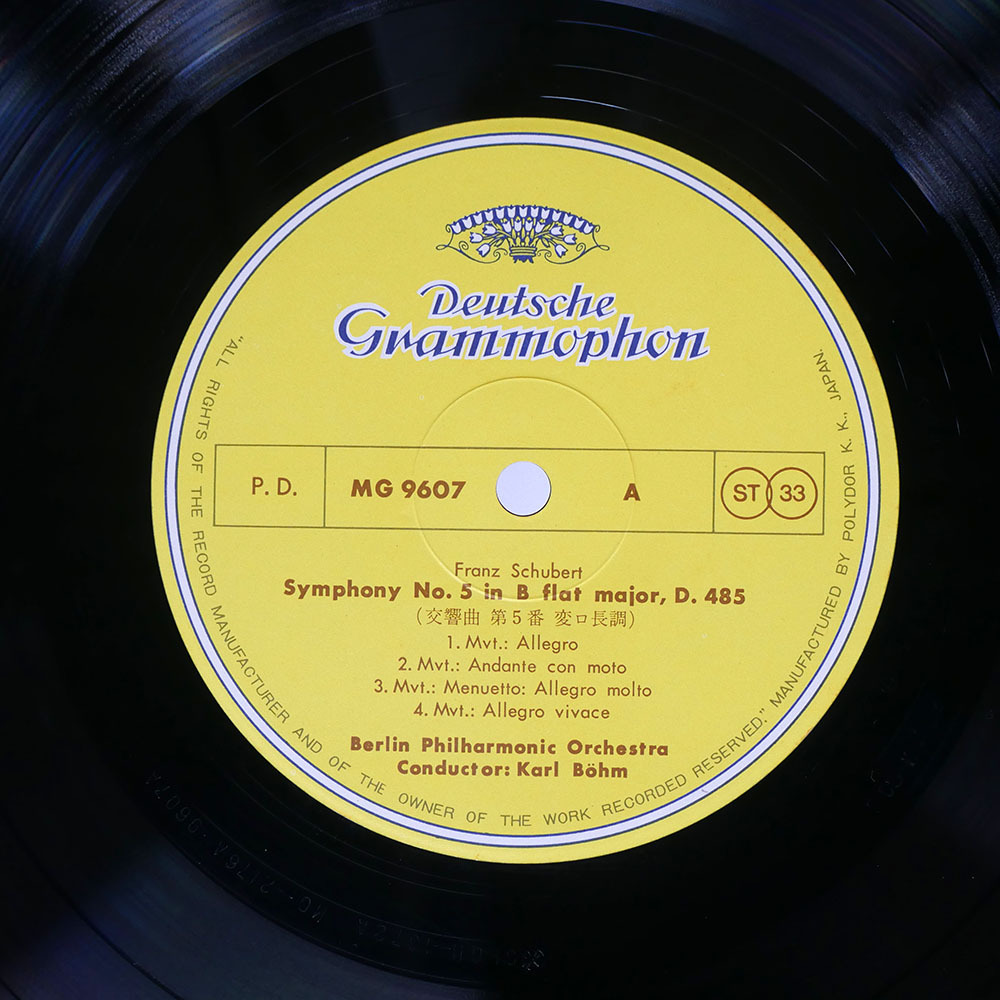 Deutsche
Grammophon
P. D.
MG 9607
A
ST 33
Franz Schubert
Symphony No. 5 in B flat major, D. 485
(交響曲 第5番 変ロ長調)
1. Mvt.: Allegro
2. Mvt.: Andante con moto
3. Mvt.: Menuetto: Allegro molto
4. Mvt.: Allegro vivace
Berlin Philharmonic Orchestra
Conductor: Karl Böhm
"ALL RIGHTS OF THE RECORD MANUFACTURER AND OF THE OWNER OF THE WORK RECORDED RESERVED." MANUFACTURED BY POLYDOR K. K., JAPAN.